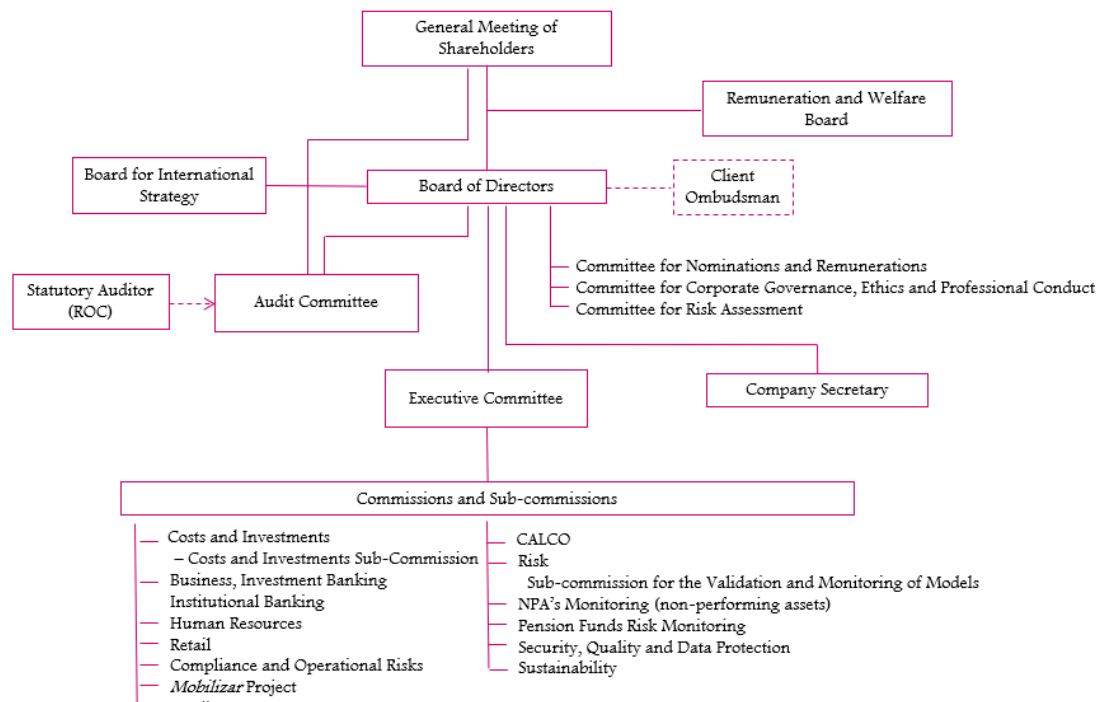 General Meeting of
Shareholders
Remuneration and Welfare
Board
Board for International
Strategy
Board of Directors
Client
Ombudsman
Committee for Nominations and Remunerations
Committee for Corporate Governance, Ethics and Professional Conduct
Committee for Risk Assessment
Statutory Auditor
(ROC)
Audit Committee
Executive Committee
Company Secretary
Commissions and Sub-commissions
Costs and Investments
– Costs and Investments Sub-Commission
Business, Investment Banking
Institutional Banking
Human Resources
Retail
Compliance and Operational Risks
Mobilizar Project
CALCO
Risk
Sub-commission for the Validation and Monitoring of Models
NPA's Monitoring (non-performing assets)
Pension Funds Risk Monitoring
Security, Quality and Data Protection
Sustainability